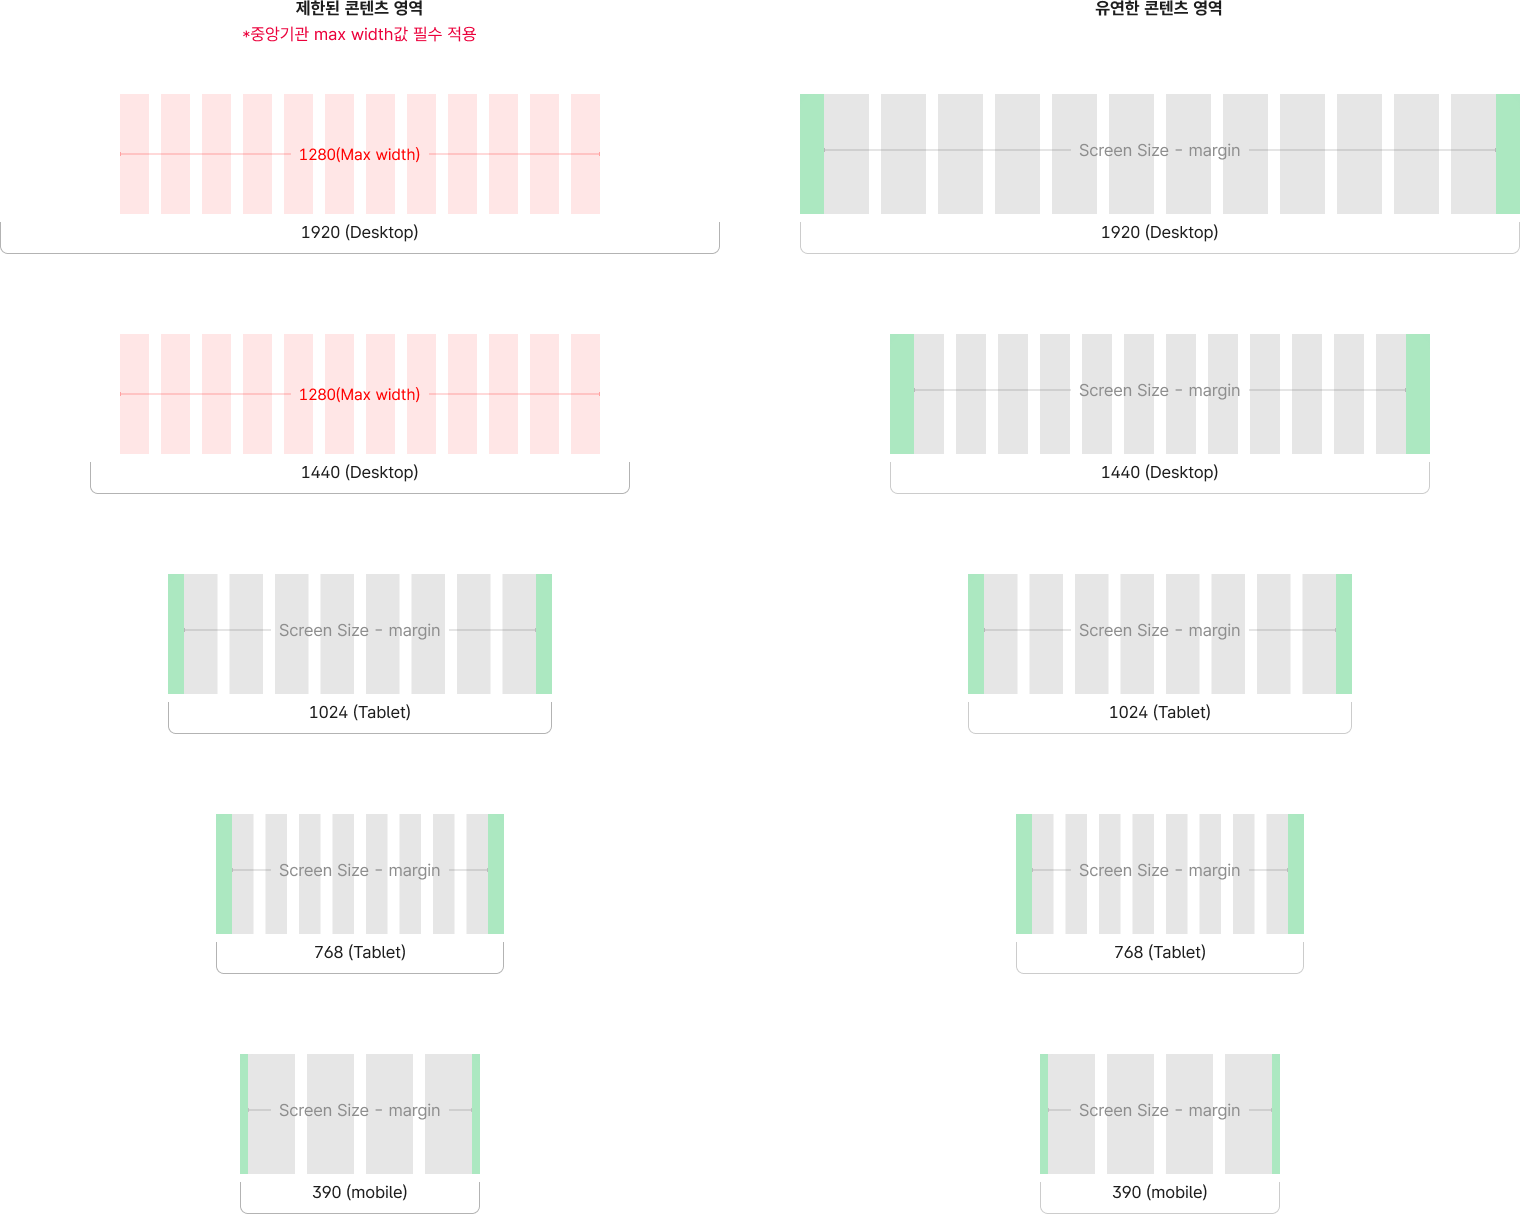 제한된 콘텐츠 영역
*중앙기관 max width값 필수 적용
1280(Max width)
1920 (Desktop)
1280(Max width)
1440 (Desktop)
Screen Size - margin
1024 (Tablet)
Screen Size - margin
768 (Tablet)
Screen Size - margin
390 (mobile)
유연한 콘텐츠 영역
Screen Size - margin
1920 (Desktop)
Screen Size - margin
1440 (Desktop)
Screen Size - margin
1024 (Tablet)
Screen Size - margin
768 (Tablet)
Screen Size - margin
390 (mobile)